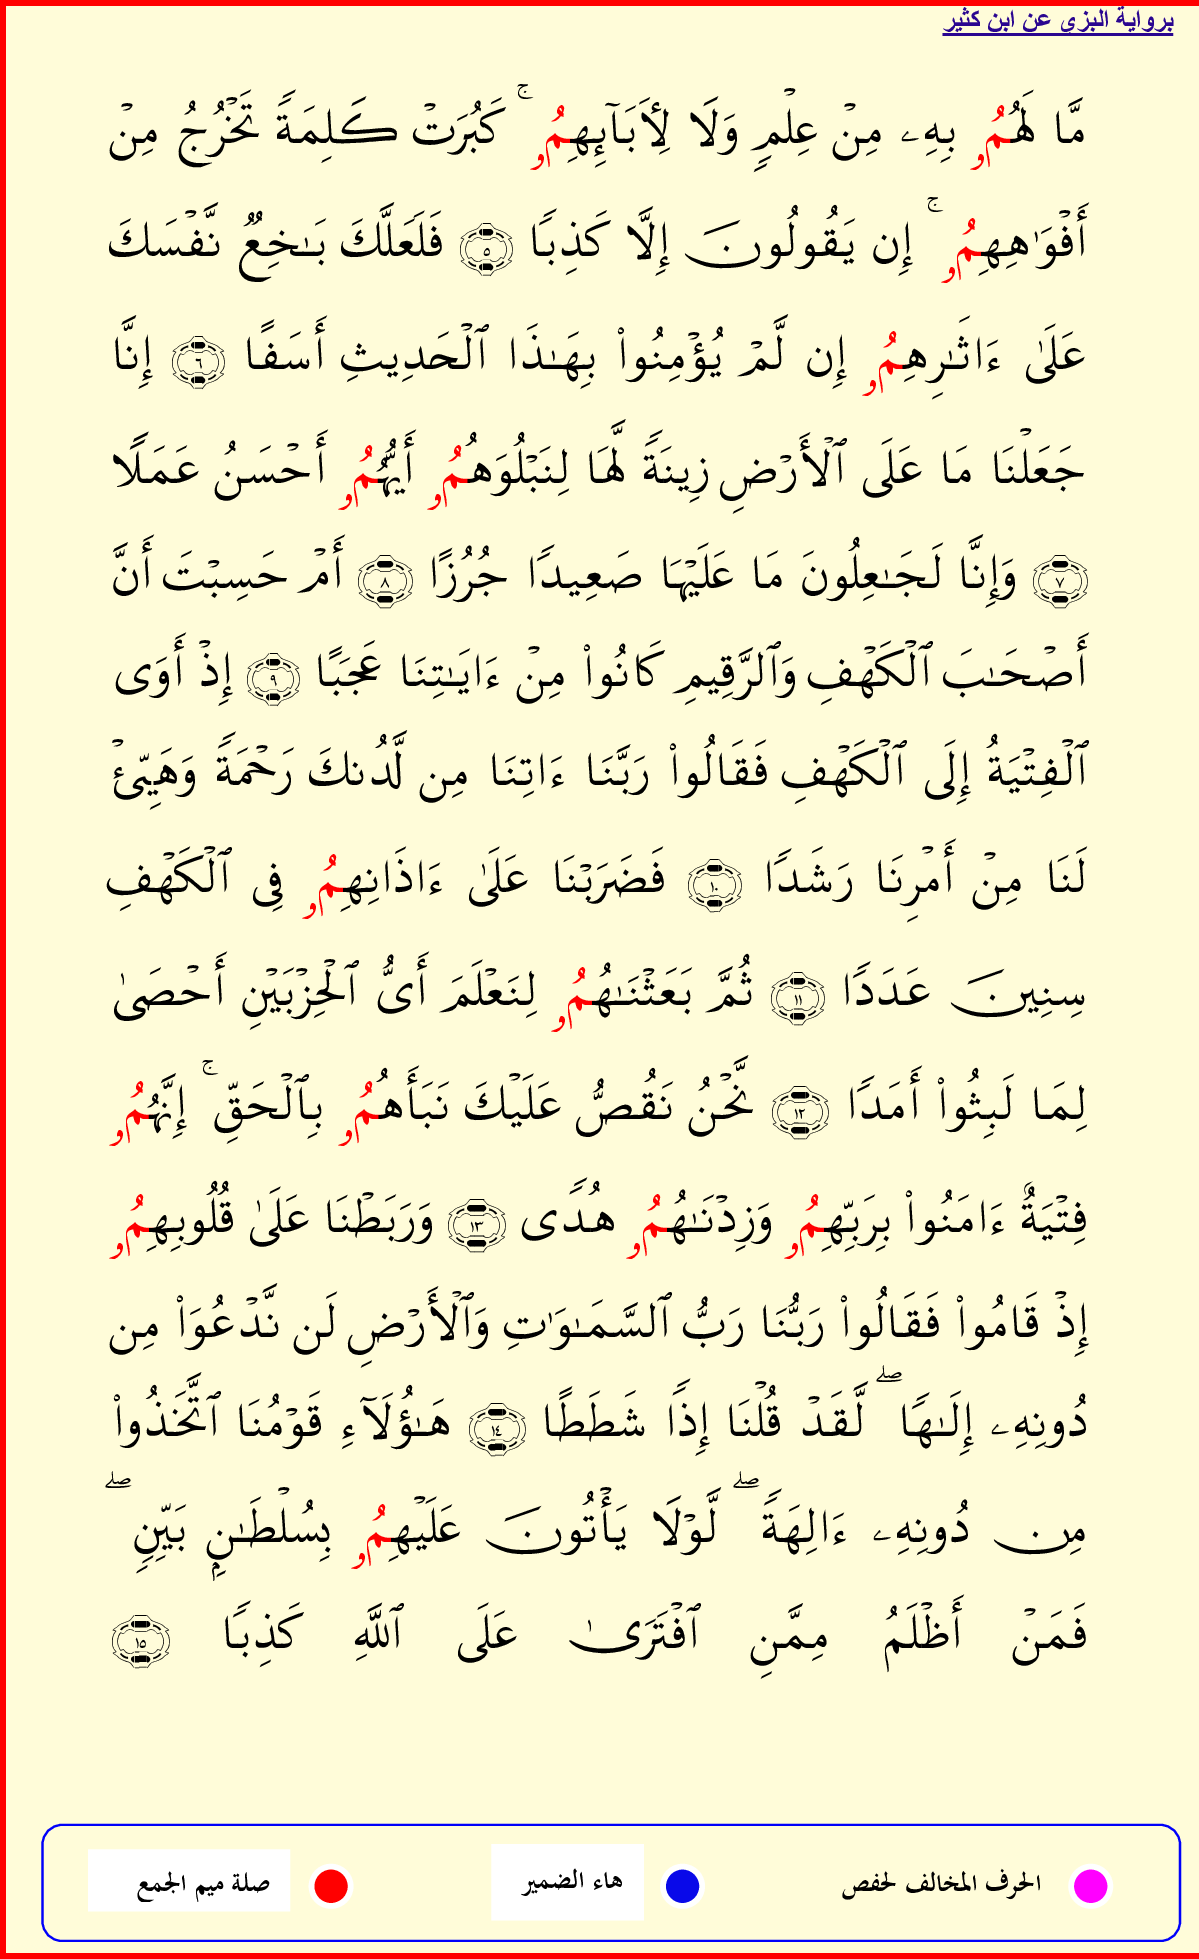 برواية البزي عن ابن كثير
مَّا لَهُمُۥ بِهِۦ مِنۡ عِلۡمٖ وَلَا لِأٓبَآئِهِمُۥ ۚ كَبُرَتۡ كَلِمَةٗ تَخۡرُجُ مِنۡ
أَفۡوَٰهِهِمُۥ ۚ إِن يَقُولُونَ إِلَّا كَذِبٗا ٥ فَلَعَلَّكَ بَٰخِعٞ نَّفۡسَكَ
عَلَىٰٓ ءَاثَٰرِهِمُۥ إِن لَّمۡ يُؤۡمِنُواْ بِهَٰذَا ٱلۡحَدِيثِ أَسَفًا ٦ إِنَّا
جَعَلۡنَا مَا عَلَى ٱلۡأَرۡضِ زِينَةٗ لَّهَا لِنَبۡلُوَهُمُۥ أَيُّهُمُۥ أَحۡسَنُ عَمَلٗا
٧ وَإِنَّا لَجَٰعِلُونَ مَا عَلَيۡهَا صَعِيدٗا جُرُزًا ٨ أَمۡ حَسِبۡتَ أَنَّ
أَصۡحَٰبَ ٱلۡكَهۡفِ وَٱلرَّقِيمِ كَانُواْ مِنۡ ءَايَٰتِنَا عَجَبًا ٩ إِذۡ أَوَى
ٱلۡفِتۡيَةُ إِلَى ٱلۡكَهۡفِ فَقَالُواْ رَبَّنَا ءَاتِنَا مِن لَّدُنكَ رَحۡمَةٗ وَهَيِّئۡ
لَنَا مِنۡ أَمۡرِنَا رَشَدٗا ١٠ فَضَرَبۡنَا عَلَىٰٓ ءَاذَانِهِمُۥ فِي ٱلۡكَهۡفِ
سِنِينَ عَدَدٗا ١١ ثُمَّ بَعَثۡنَٰهُمُۥ لِنَعۡلَمَ أَيُّ ٱلۡحِزۡبَيۡنِ أَحۡصَىٰ
لِمَا لَبِثُواْ أَمَدٗا ١٢ نَّحۡنُ نَقُصُّ عَلَيۡكَ نَبَأَهُمُۥ بِٱلۡحَقِّ ۚ إِنَّهُمُۥ
فِتۡيَةٌ ءَامَنُواْ بِرَبِّهِمُۥ وَزِدۡنَٰهُمُۥ هُدٗى ١٣ وَرَبَطۡنَا عَلَىٰ قُلُوبِهِمُۥ
إِذۡ قَامُواْ فَقَالُواْ رَبُّنَا رَبُّ ٱلسَّمَٰوَٰتِ وَٱلۡأَرۡضِ لَن نَّدۡعُوَاْ مِن
دُونِهِۦ إِلَٰهٗا ۖ لَّقَدۡ قُلۡنَا إِذٗا شَطَطًا ١٤ هَٰؤُلَآءِ قَوۡمُنَا ٱتَّخَذُواْ
مِن دُونِهِۦ ءَالِهَةٗ ۖ لَّوۡلَا يَأۡتُونَ عَلَيۡهِمُۥ بِسُلۡطَٰنِۭ بَيِّنٖ ۖ
فَمَنۡ أَظۡلَمُ مِمَّنِ ٱفۡتَرَىٰ عَلَى ٱللَّهِ كَذِبٗا ١٥
الحرف المخالف لحفص هاء الضمير صلة ميم الجمع